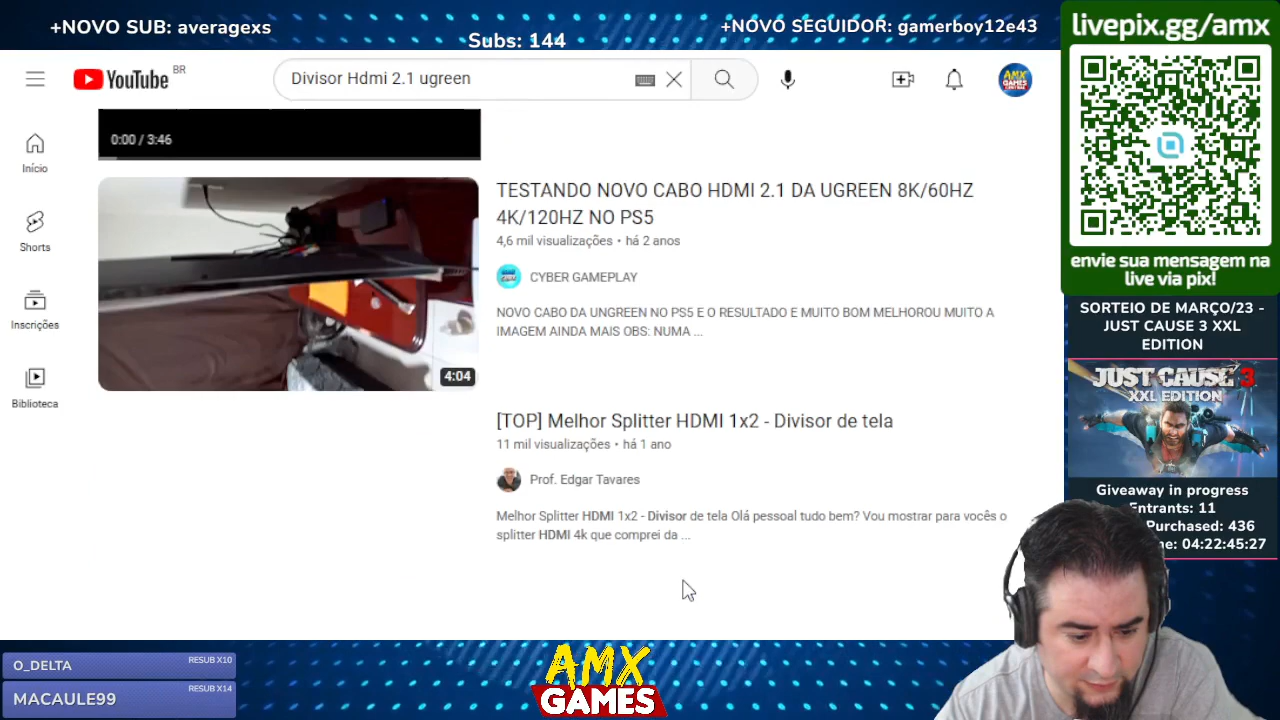 +NOVO SUB: averagexs
Subs: 144
+NOVO SEGUIDOR: gamerboy12e43
livepix.gg/amx
envie sua mensagem na
live via pix!
YouTube
BR
Divisor Hdmi 2.1 ugreen
AMX
GAMES
CENTRAL
Início
Shorts
Inscrições
Biblioteca
0:00 / 3:46
4:04
TESTANDO NOVO CABO HDMI 2.1 DA UGREEN 8K/60HZ
4K/120HZ NO PS5
4,6 mil visualizações • há 2 anos
CYBER GAMEPLAY
NOVO CABO DA UNGREEN NO PS5 E O RESULTADO E MUITO BOM MELHOROU MUITO A
IMAGEM AINDA MAIS OBS: NUMA ...
[TOP] Melhor Splitter HDMI 1x2 - Divisor de tela
11 mil visualizações • há 1 ano
Prof. Edgar Tavares
Melhor Splitter HDMI 1x2 - Divisor de tela Olá pessoal tudo bem? Vou mostrar para vocês o
splitter HDMI 4k que comprei da ...
SORTEIO DE MARÇO/23 -
JUST CAUSE 3 XXL
EDITION
JUST CAUSE 3
XXL EDITION
Giveaway in progress
Entrants: 11
Purchased: 436
04:22:45:27
O_DELTA
RESUB X10
MACAULE99
RESUB X14
AMX
GAMES